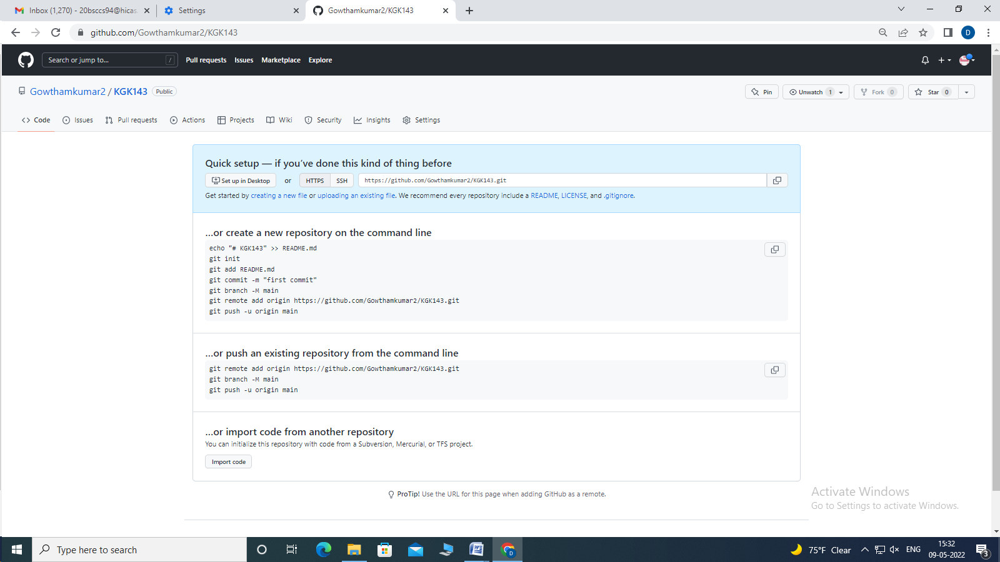 Inbox (1,270) - 20bsccs94@hicas
Settings
Gowthamkumar2/KGK143
github.com/Gowthamkumar2/KGK143
D
Search or jump to...
/
Pull requests
Issues
Marketplace
Explore
Gowthamkumar2 / KGK143
Public
Pin
Unwatch 1
Fork 0
Star 0
Code
Issues
Pull requests
Actions
Projects
Wiki
Security
Insights
Settings
Quick setup — if you've done this kind of thing before
Set up in Desktop
or
HTTPS
SSH
https://github.com/Gowthamkumar2/KGK143.git
Get started by creating a new file or uploading an existing file. We recommend every repository include a README, LICENSE, and .gitignore.
…or create a new repository on the command line
echo "# KGK143" >> README.md
git init
git add README.md
git commit -m "first commit"
git branch -M main
git remote add origin https://github.com/Gowthamkumar2/KGK143.git
git push -u origin main
…or push an existing repository from the command line
git remote add origin https://github.com/Gowthamkumar2/KGK143.git
git branch -M main
git push -u origin main
…or import code from another repository
You can initialize this repository with code from a Subversion, Mercurial, or TFS project.
Import code
ProTip! Use the URL for this page when adding GitHub as a remote.
Activate Windows
Go to Settings to activate Windows.
Type here to search
W
D
75°F Clear
ENG
15:32
09-05-2022
3